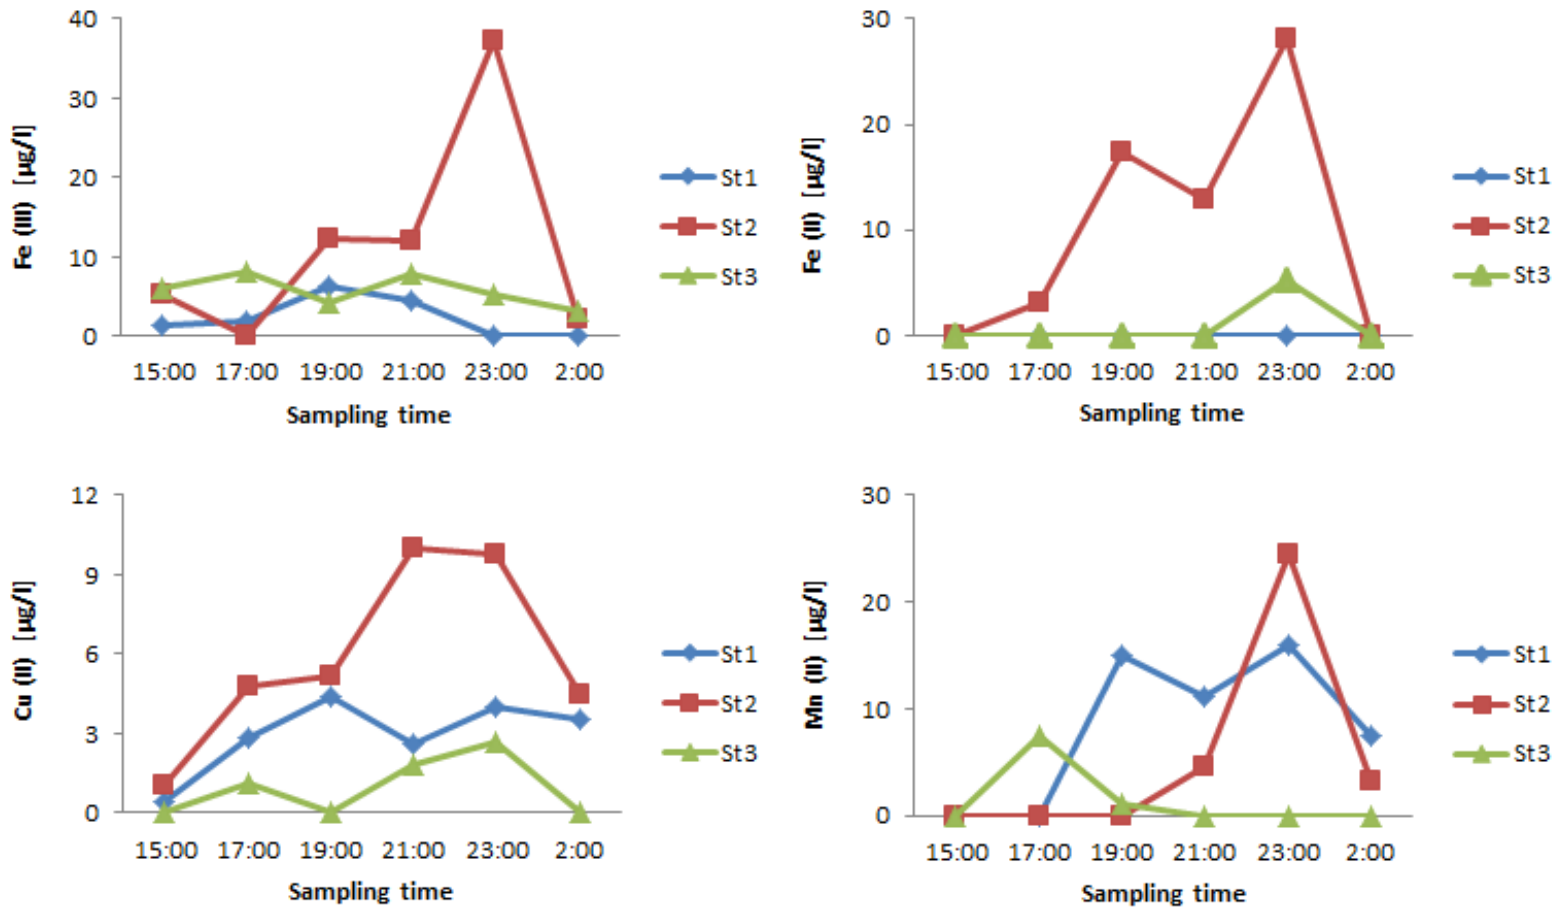 Fe (III) [µg/l]
40
30
20
10
0
15:00 17:00 19:00 21:00 23:00 2:00
Sampling time
St1
St2
St3
Fe (II) [µg/l]
30
20
10
0
15:00 17:00 19:00 21:00 23:00 2:00
Sampling time
St1
St2
St3
Cu (II) [µg/l]
12
9
6
3
0
15:00 17:00 19:00 21:00 23:00 2:00
Sampling time
St1
St2
St3
Mn (II) [µg/l]
30
20
10
0
15:00 17:00 19:00 21:00 23:00 2:00
Sampling time
St1
St2
St3